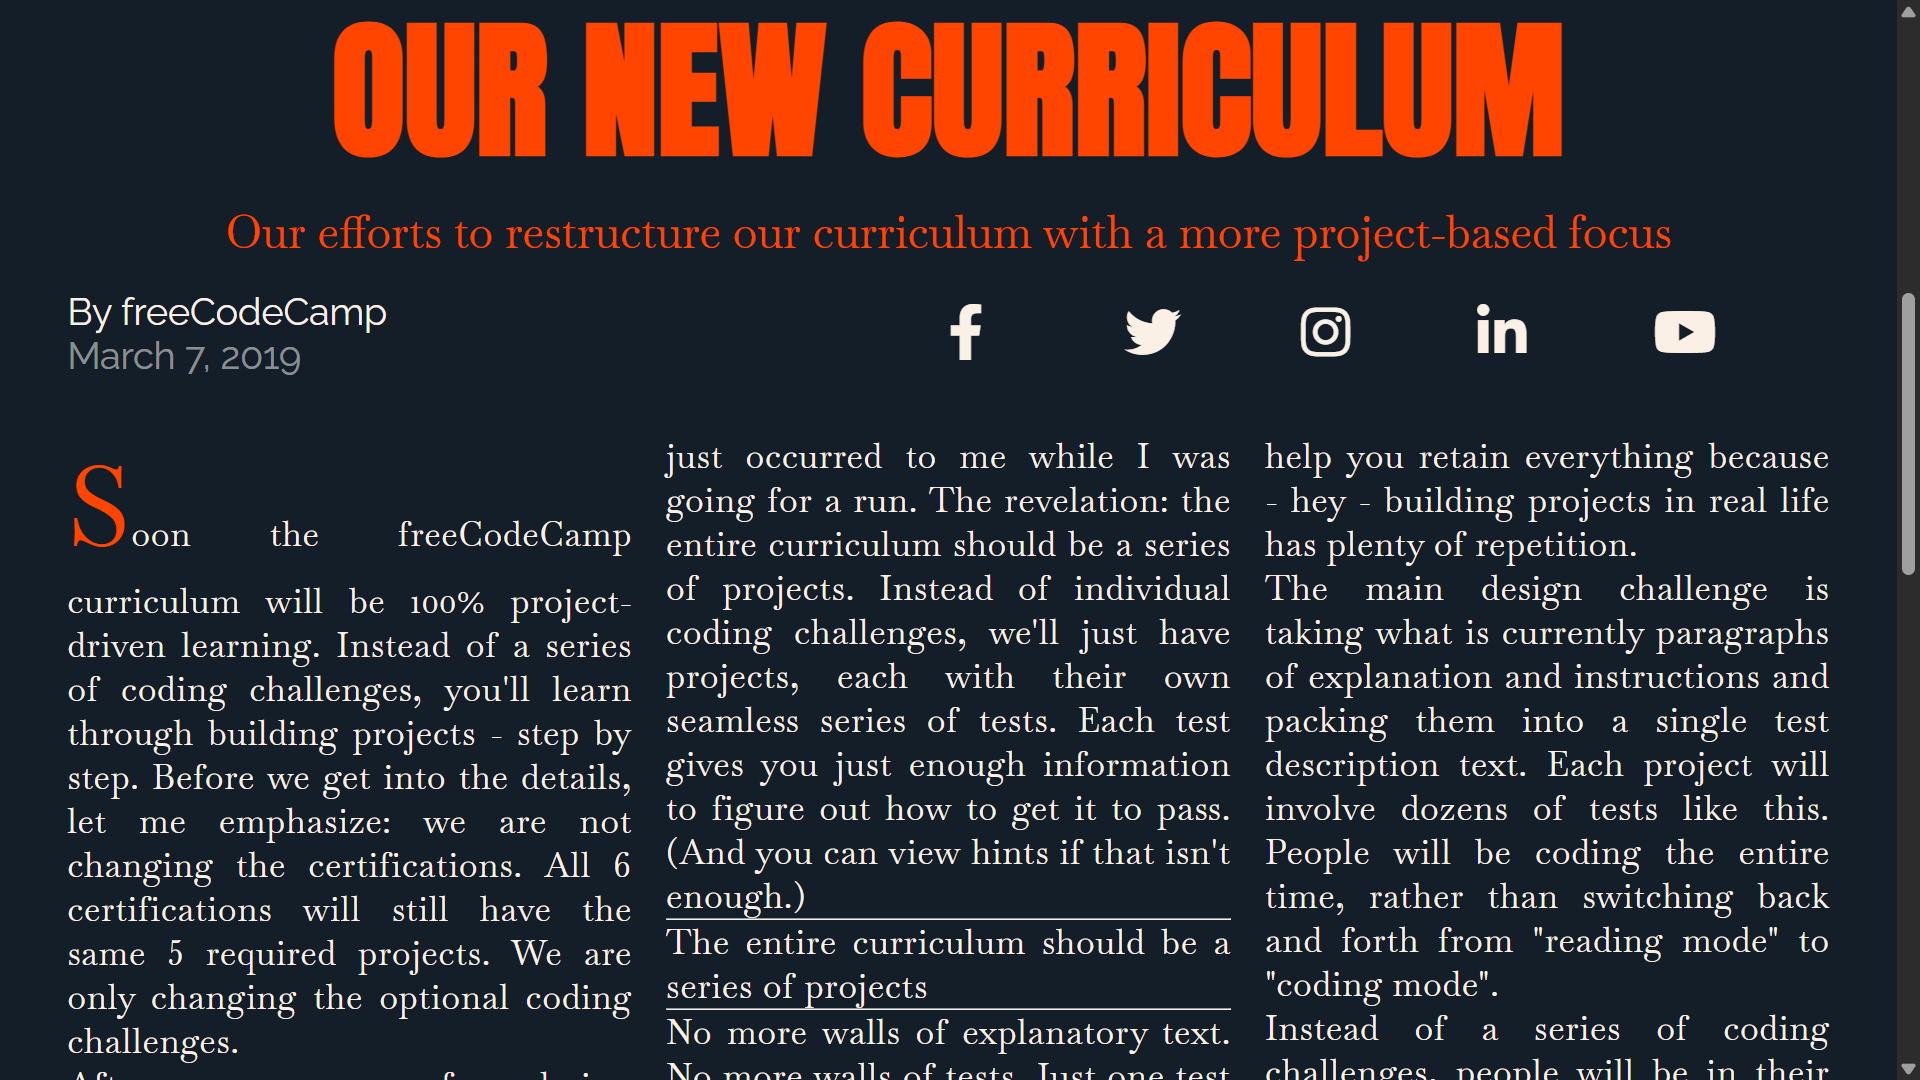 OUR NEW CURRICULUM
Our efforts to restructure our curriculum with a more project-based focus
By freeCodeCamp
March 7, 2019
Soon the freeCodeCamp
curriculum will be 100% project-
driven learning. Instead of a series
of coding challenges, you'll learn
through building projects - step by
step. Before we get into the details,
let me emphasize: we are not
changing the certifications. All 6
certifications will still have the
same 5 required projects. We are
only changing the optional coding
challenges.
just occurred to me while I was
going for a run. The revelation: the
entire curriculum should be a series
of projects. Instead of individual
coding challenges, we'll just have
projects, each with their own
seamless series of tests. Each test
gives you just enough information
to figure out how to get it to pass.
(And you can view hints if that isn't
enough.)
The entire curriculum should be a
series of projects
No more walls of explanatory text.
No more walls of tests. Just one test
help you retain everything because
- hey - building projects in real life
has plenty of repetition.
The main design challenge is
taking what is currently paragraphs
of explanation and instructions and
packing them into a single test
description text. Each project will
involve dozens of tests like this.
People will be coding the entire
time, rather than switching back
and forth from "reading mode" to
"coding mode".
Instead of a series of coding
challenges, people will be in their